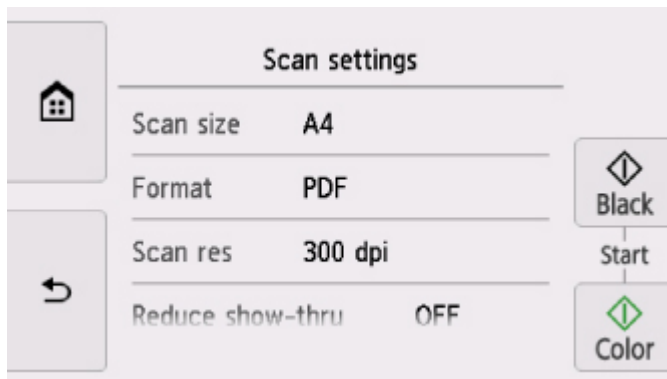 Scan settings
Scan size A4
Format PDF
Scan res 300 dpi
Reduce show-thru OFF
Black
Start
Color